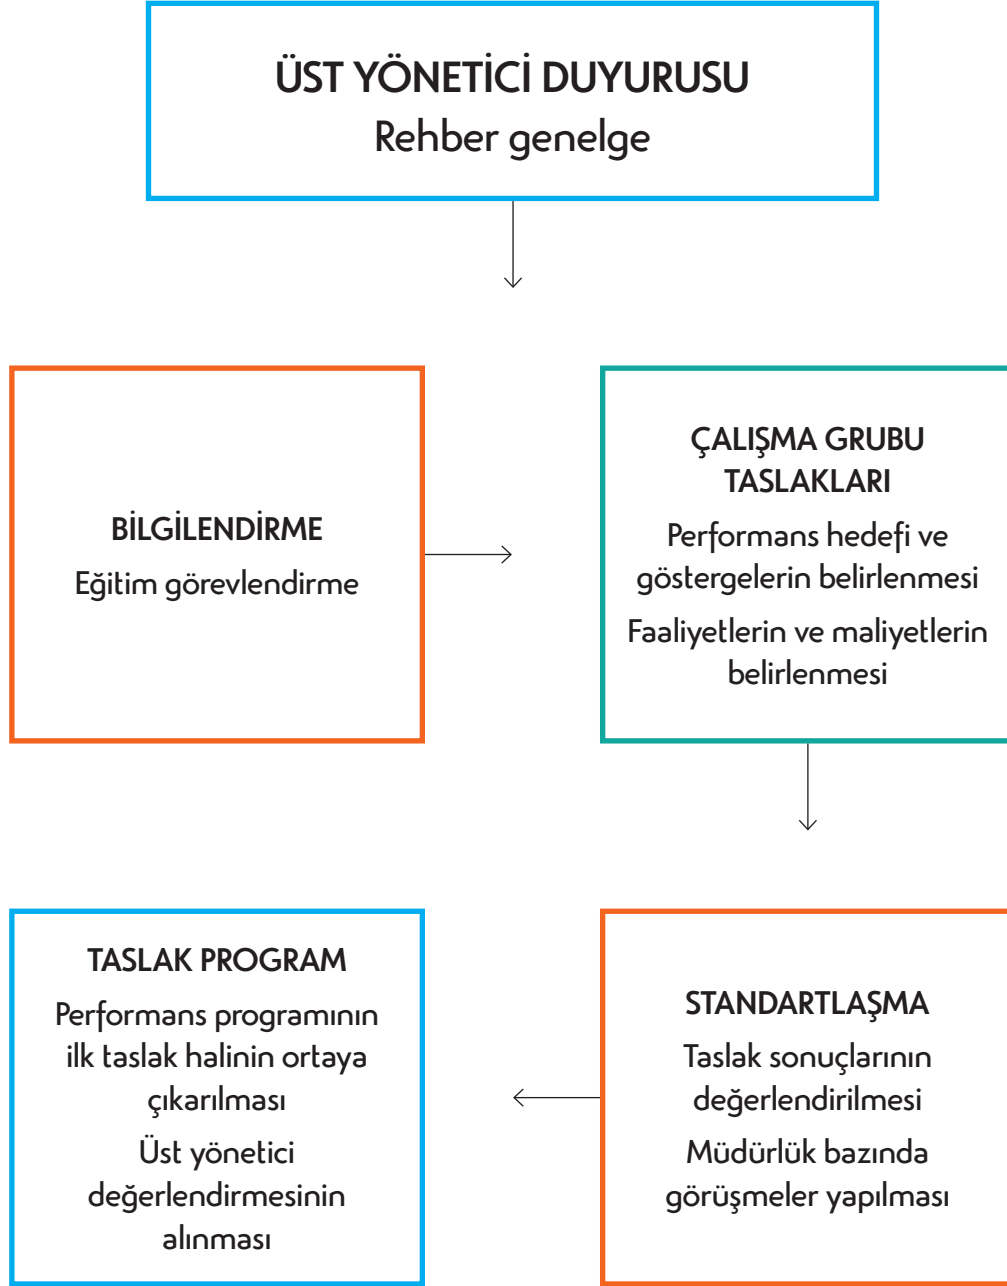 ÜST YÖNETİCİ DUYURUSU
Rehber genelge
BİLGİLENDİRME
Eğitim görevlendirme
ÇALIŞMA GRUBU
TASLAKLARI
Performans hedefi ve
göstergelerin belirlenmesi
Faaliyetlerin ve maliyetlerin
belirlenmesi
STANDARTLAŞMA
Taslak sonuçlarının
değerlendirilmesi
Müdürlük bazında
görüşmeler yapılması
TASLAK PROGRAM
Performans programının
ilk taslak halinin ortaya
çıkarılması
Üst yönetici
değerlendirmesinin
alınması